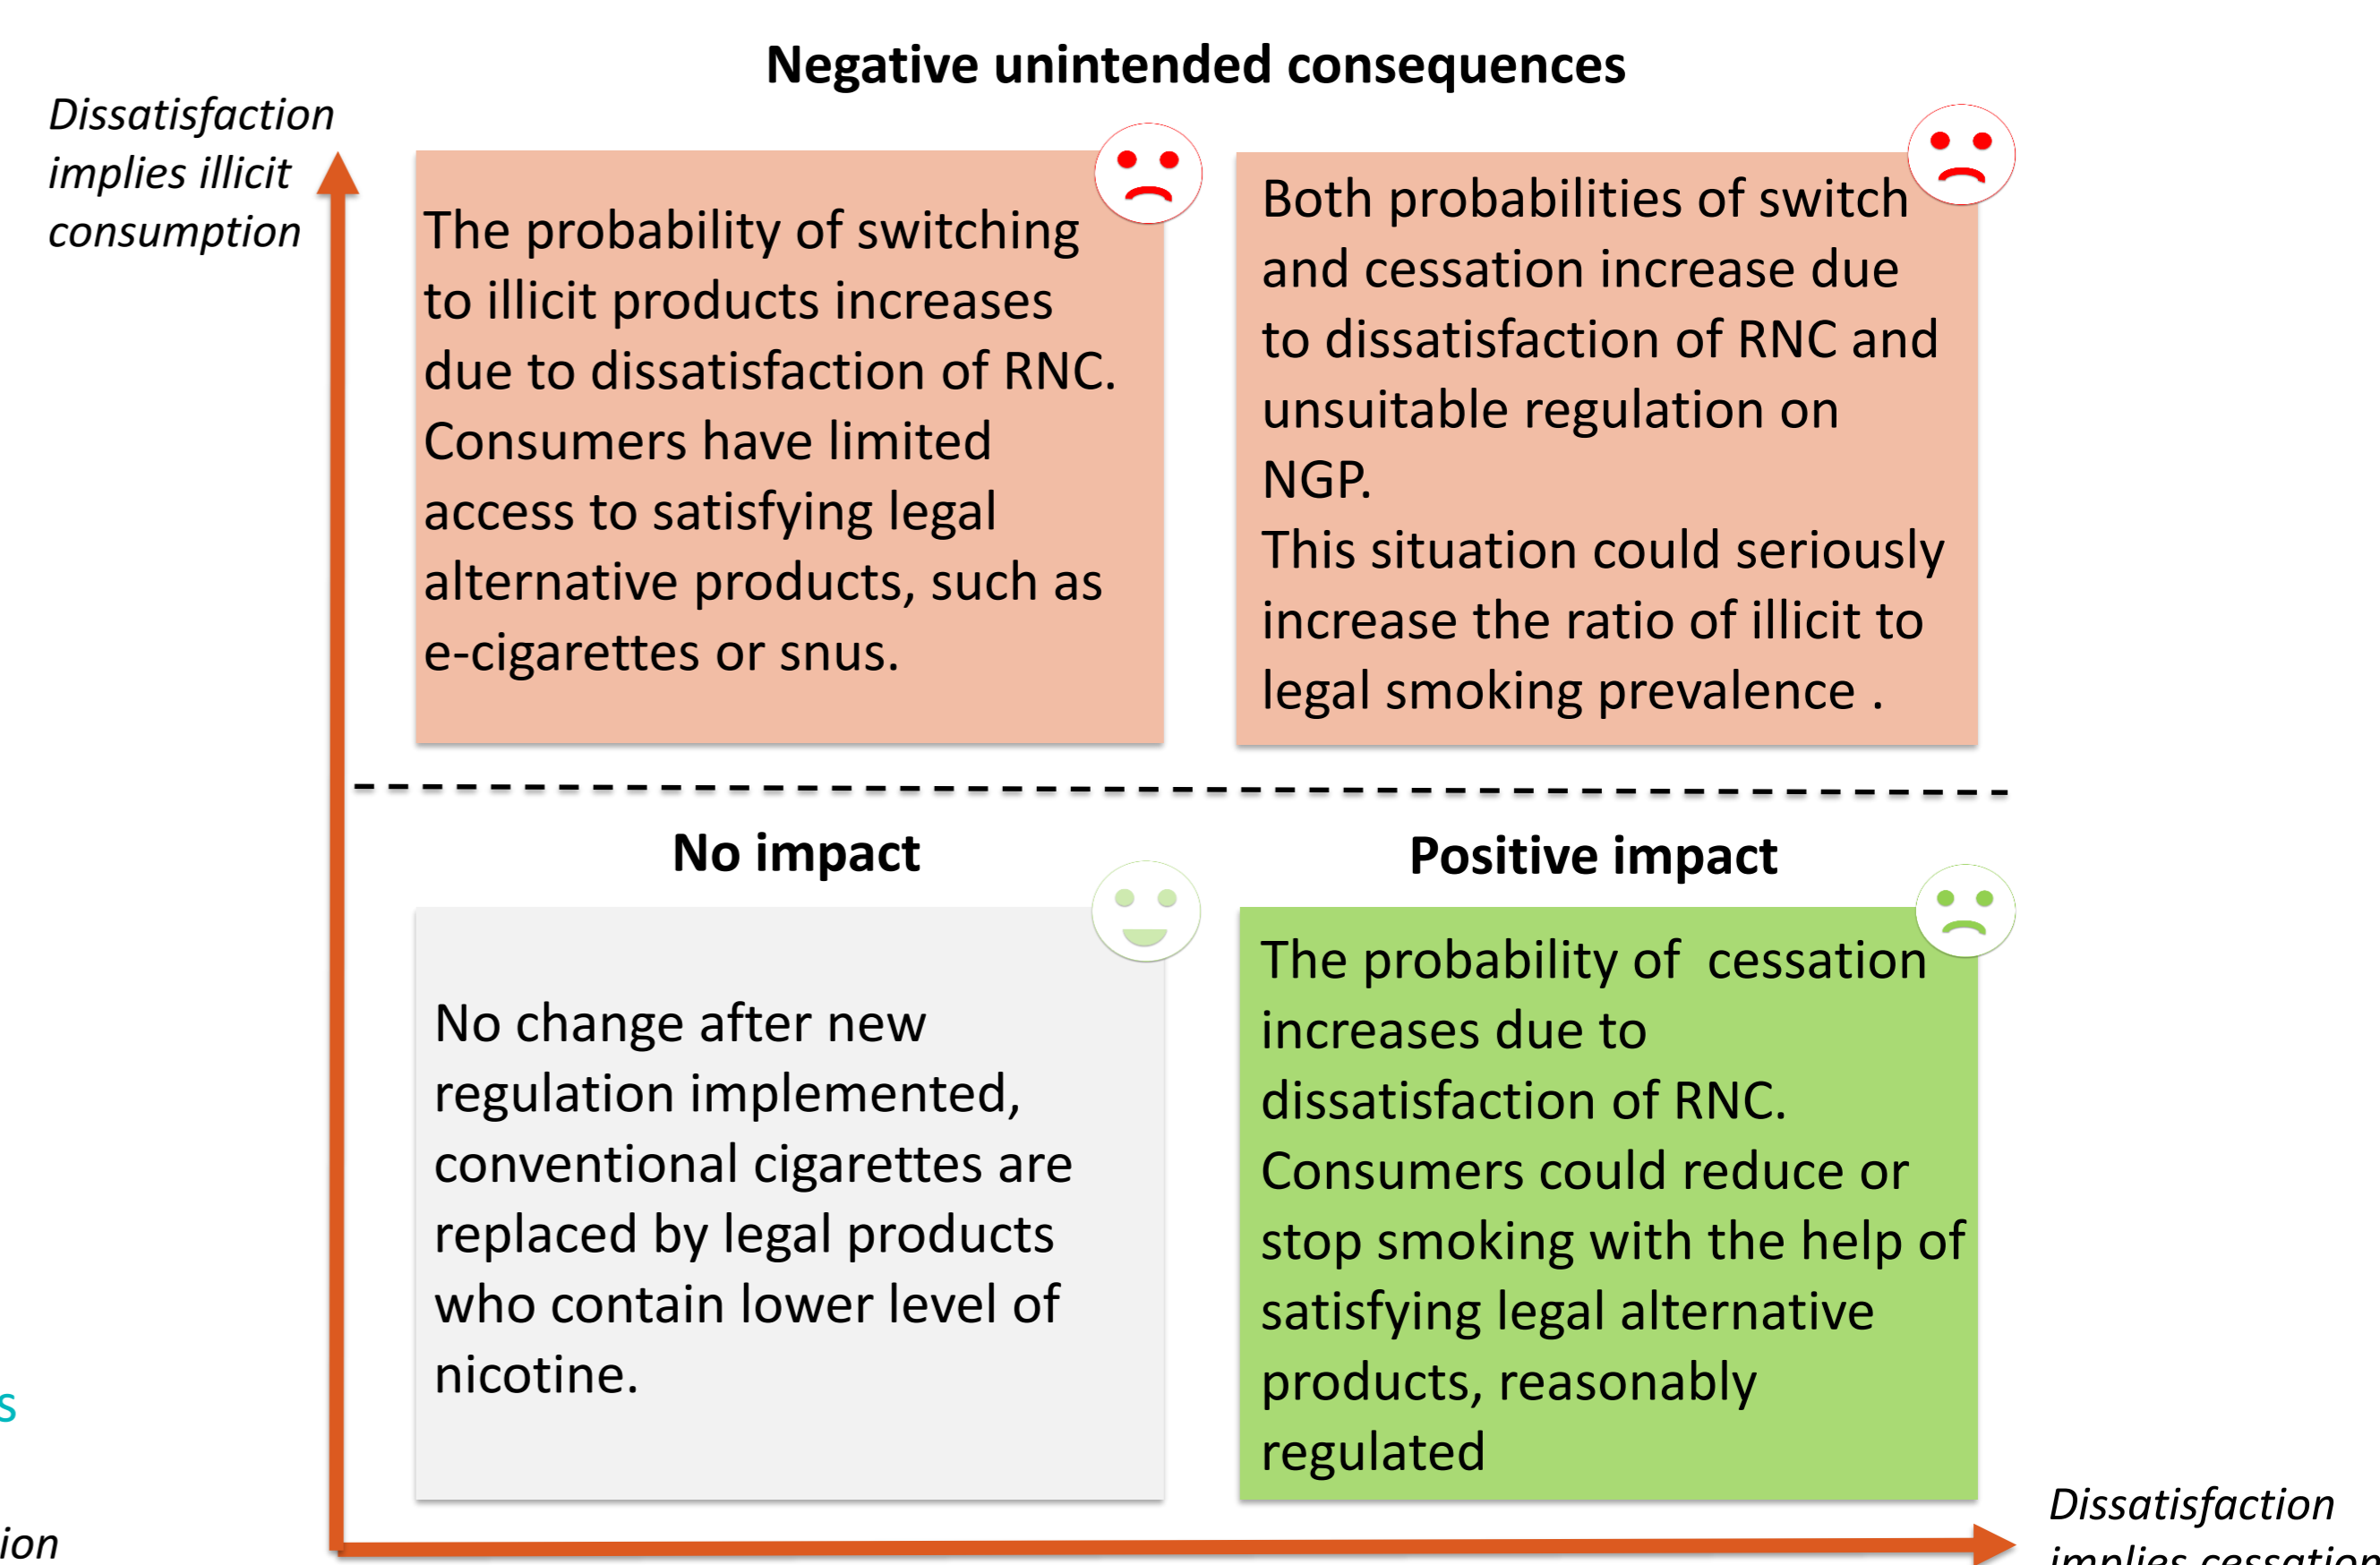 Negative unintended consequences
Dissatisfaction
implies illicit
consumption
The probability of switching
to illicit products increases
due to dissatisfaction of RNC.
Consumers have limited
access to satisfying legal
alternative products, such as
e-cigarettes or snus.
Both probabilities of switch
and cessation increase due
to dissatisfaction of RNC and
unsuitable regulation on
NGP.
This situation could seriously
increase the ratio of illicit to
legal smoking prevalence .
No impact
No change after new
regulation implemented,
conventional cigarettes are
replaced by legal products
who contain lower level of
nicotine.
Positive impact
The probability of cessation
increases due to
dissatisfaction of RNC.
Consumers could reduce or
stop smoking with the help of
satisfying legal alternative
products, reasonably
regulated
s
ion
Dissatisfaction
implies cessation